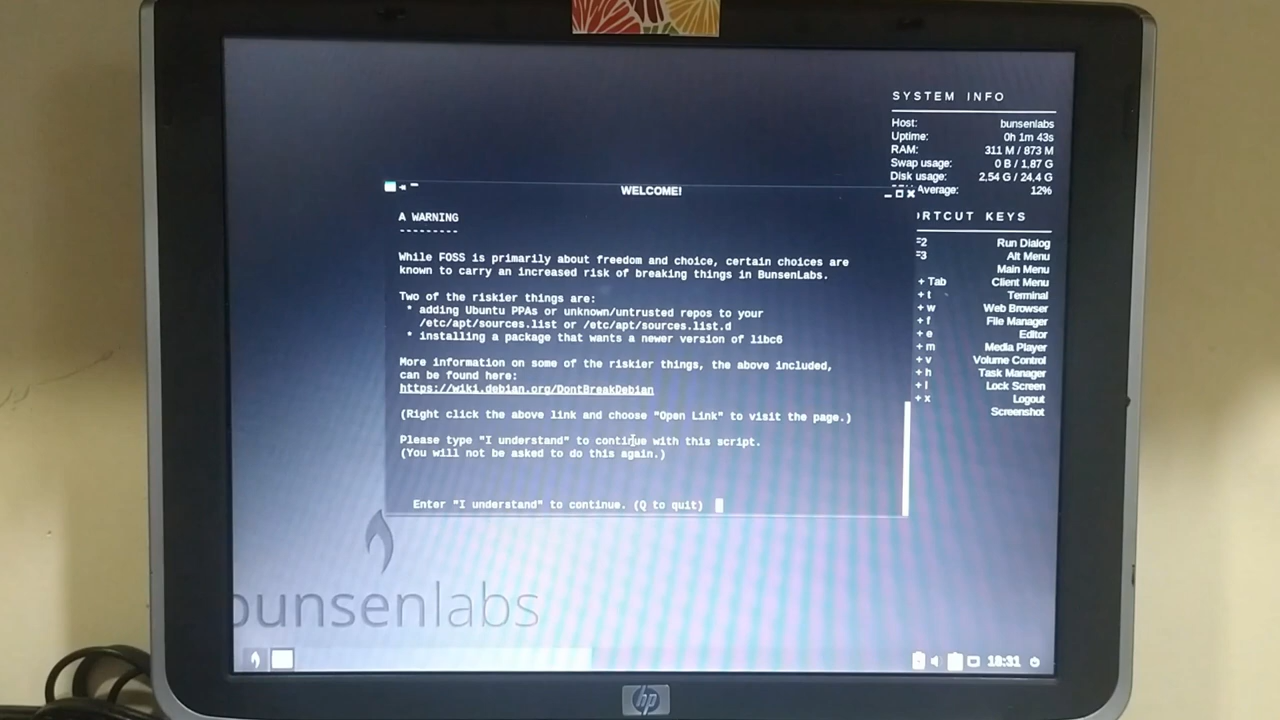 SYSTEM INFO
Host: bunsenlabs
Uptime: 0h 1m 43s
RAM: 311 M / 873 M
Swap usage: 0 B / 1,87 G
Disk usage: 2,54 G / 24,4 G
Average: 12%
WELCOME!
A WARNING
---------
While FOSS is primarily about freedom and choice, certain choices are
known to carry an increased risk of breaking things in BunsenLabs.
Two of the riskier things are:
* adding Ubuntu PPAs or unknown/untrusted repos to your
/etc/apt/sources.list or /etc/apt/sources.list.d
* installing a package that wants a newer version of libc6
More information on some of the riskier things, the above included,
can be found here:
https://wiki.debian.org/DontBreakDebian
(Right click the above link and choose "Open Link" to visit the page.)
Please type "I understand" to continue with this script.
(You will not be asked to do this again.)
Enter "I understand" to continue. (Q to quit)
RTCUT KEYS
F2 Run Dialog
F3 Alt Menu
Main Menu
+ Tab Client Menu
+ t Terminal
+ w Web Browser
+ f File Manager
+ e Editor
+ m Media Player
+ v Volume Control
+ h Task Manager
+ l Lock Screen
+ x Logout
Screenshot
bunsenlabs
18:31
hp